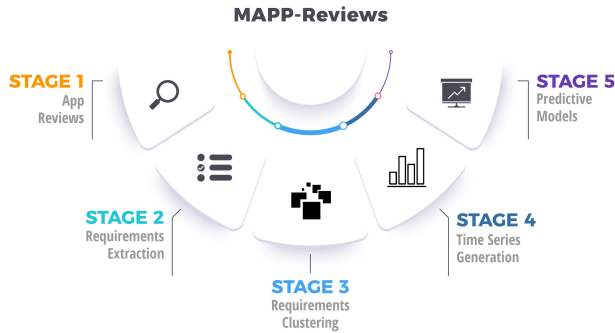 MAPP-Reviews
STAGE 1
App
Reviews
STAGE 2
Requirements
Extraction
STAGE 3
Requirements
Clustering
STAGE 4
Time Series
Generation
STAGE 5
Predictive
Models